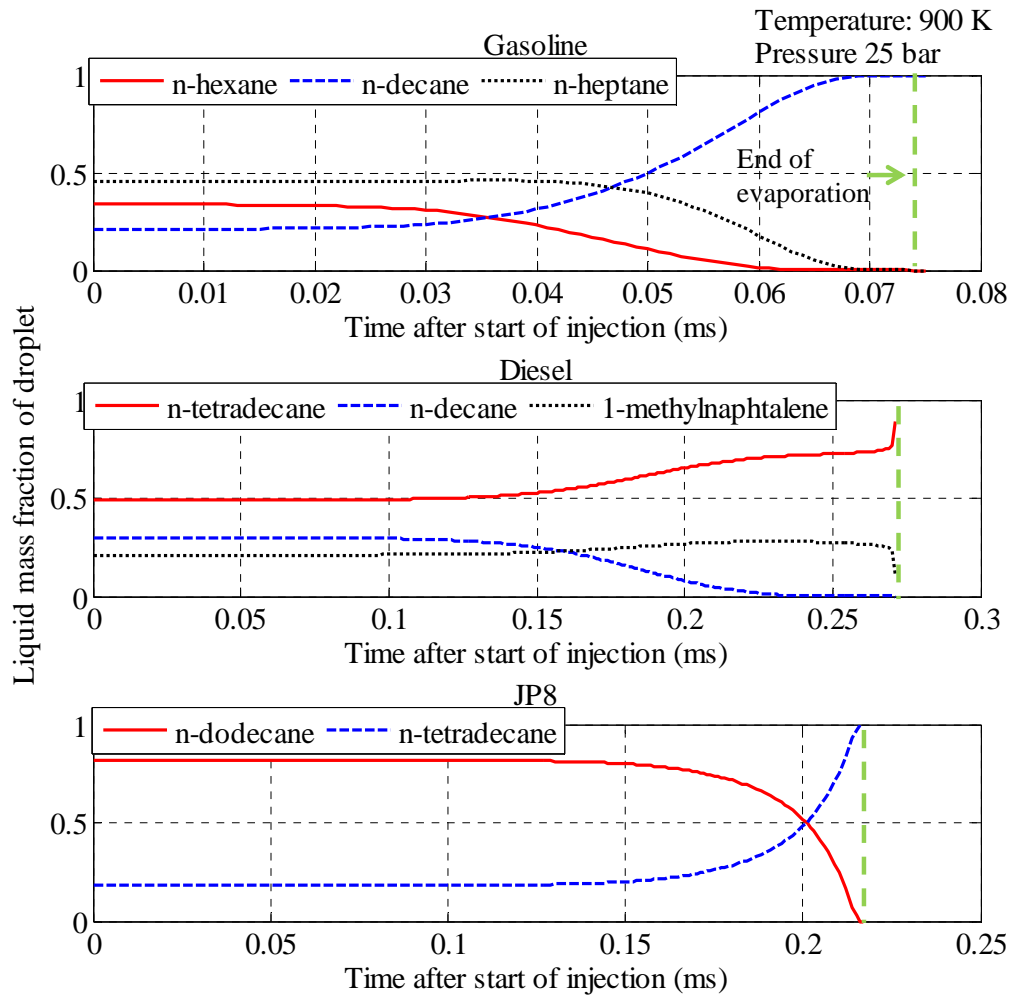 Temperature: 900 K
Pressure 25 bar
Gasoline
n-hexane n-decane n-heptane
1
0.5
0
End of
evaporation
0 0.01 0.02 0.03 0.04 0.05 0.06 0.07 0.08
Time after start of injection (ms)
Liquid mass fraction of droplet
Diesel
n-tetradecane n-decane 1-methylnaphtalene
1
0.5
0
0 0.05 0.1 0.15 0.2 0.25 0.3
Time after start of injection (ms)
JP8
n-dodecane n-tetradecane
1
0.5
0
0 0.05 0.1 0.15 0.2 0.25
Time after start of injection (ms)